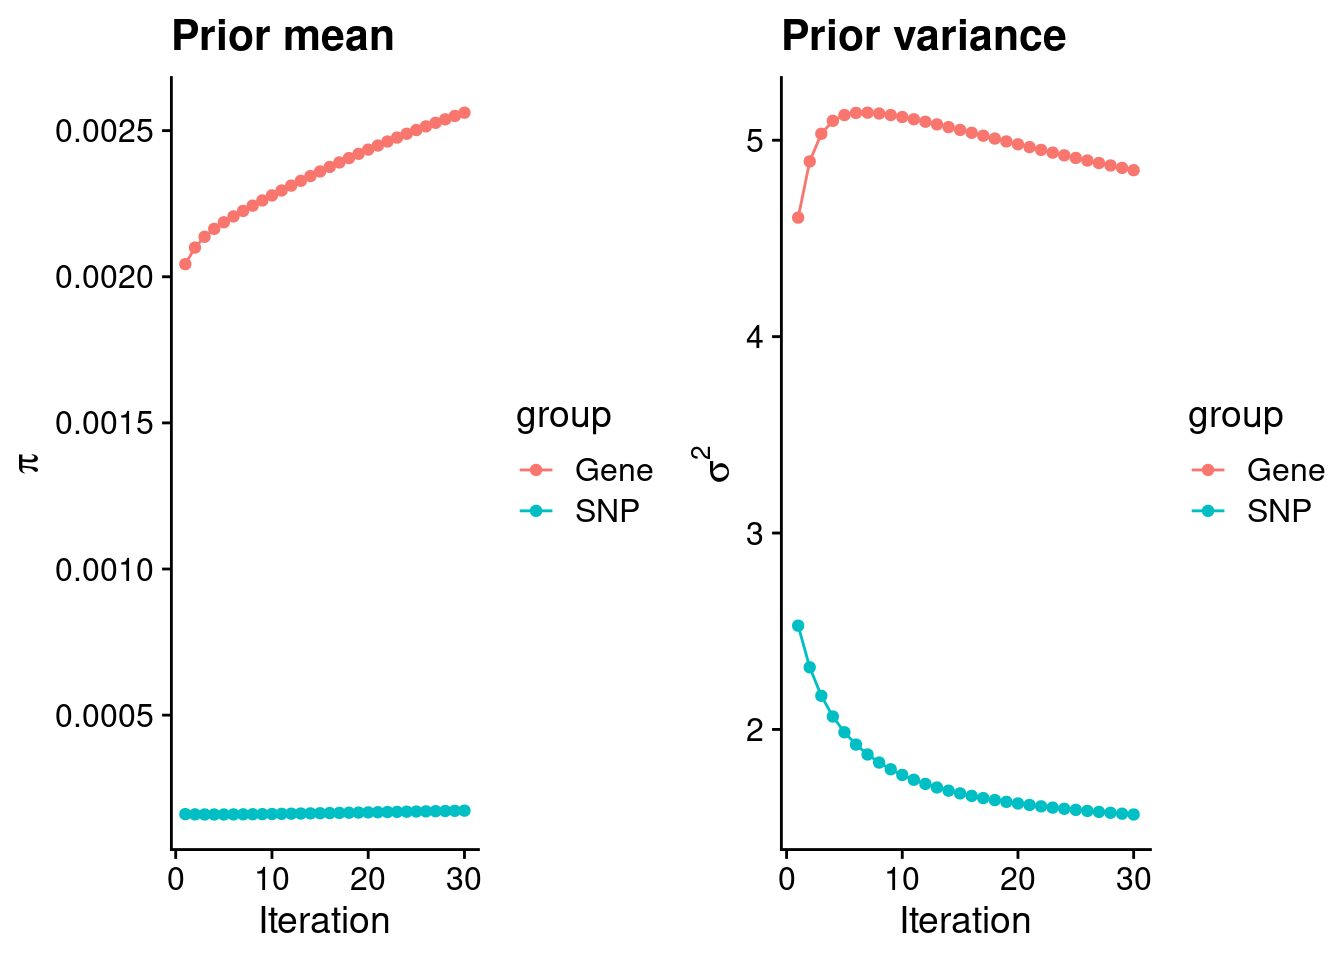 Prior mean
0.0025
0.0020
0.0015
0.0010
0.0005
π
0 10 20 30
Iteration
group
Gene
SNP
Prior variance
5
4
3
2
σ²
0 10 20 30
Iteration
group
Gene
SNP